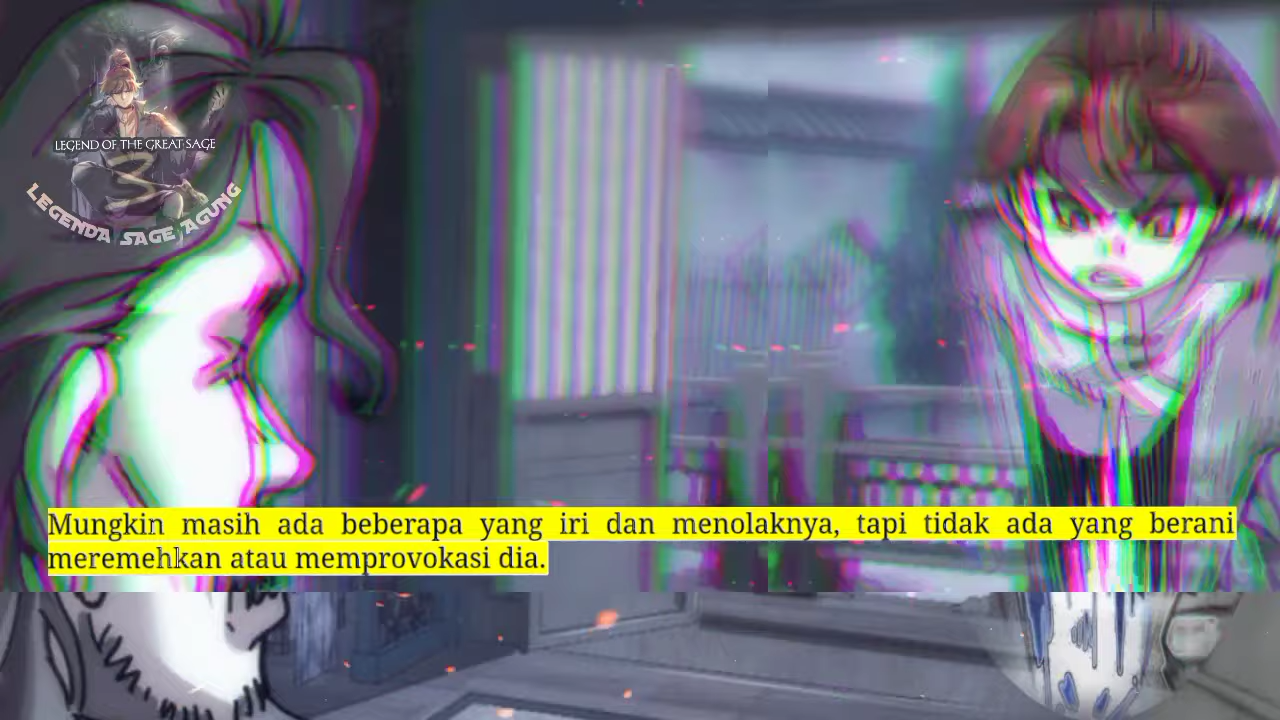 LEGEND OF THE GREAT SAGE
LEGENDA SAGE AGUNG
Mungkin masih ada beberapa yang iri dan menolaknya, tapi tidak ada yang berani
meremehkan atau memprovokasi dia.